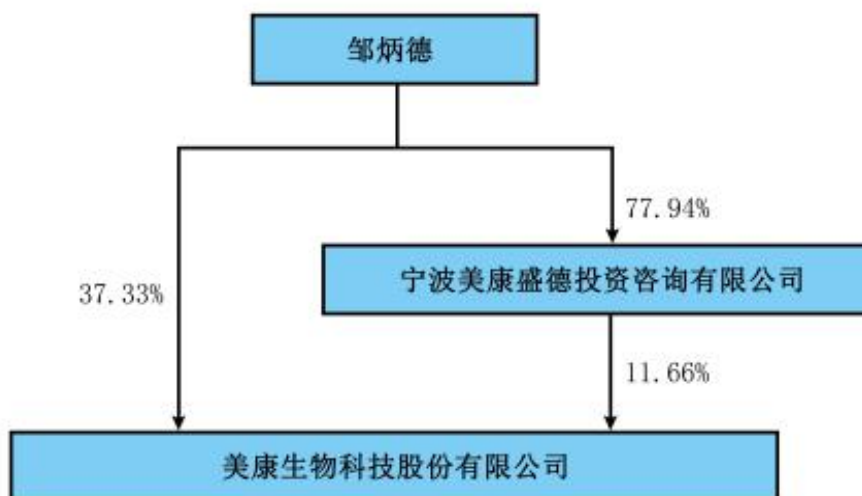 邹炳德
77.94%
宁波美康盛德投资咨询有限公司
37.33%
11.66%
美康生物科技股份有限公司